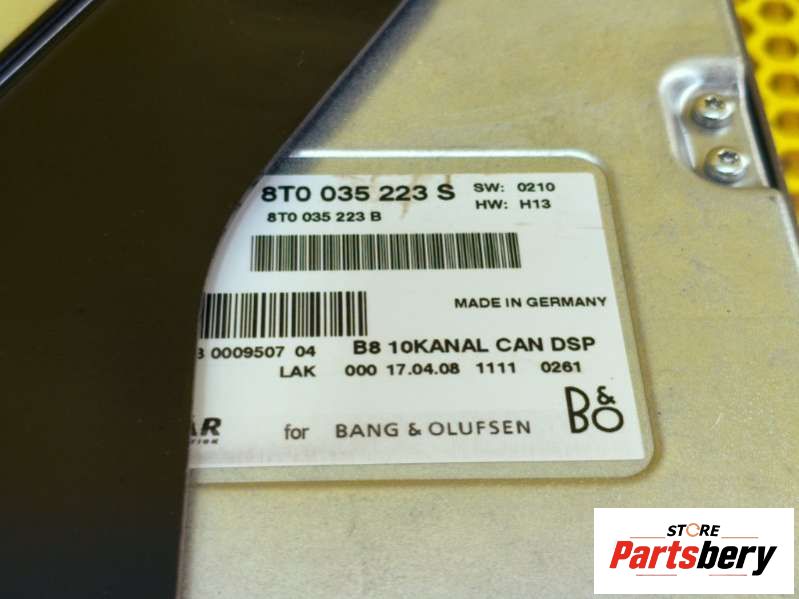 8T0 035 223 S SW: 0210
8T0 035 223 B HW: H13
MADE IN GERMANY
0009507 04 B8 10KANAL CAN DSP
LAK 000 17.04.08 1111 0261
for BANG & OLUFSEN B&O
STORE
Partsbery